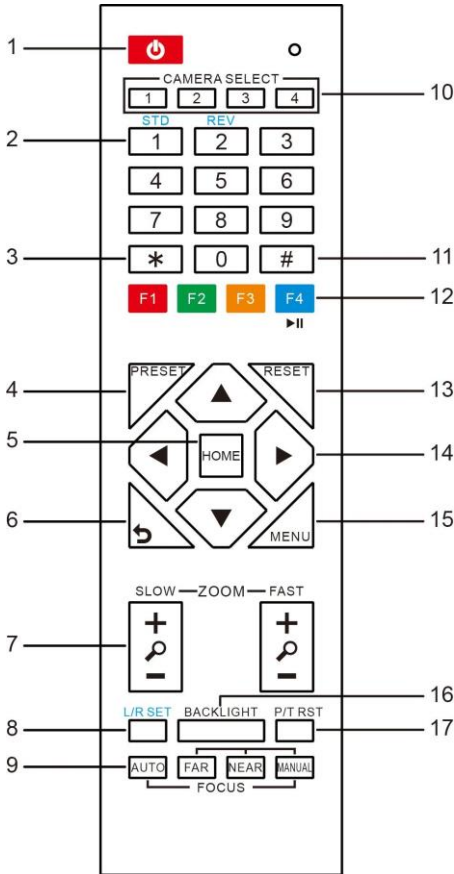 1
CAMERA SELECT
1 2 3 4 10
STD REV
2 1 2 3
4 5 6
7 8 9
3 * 0 # 11
F1 F2 F3 F4 12
PRESET RESET
4 13
5 HOME 14
6 MENU 15
SLOW ZOOM FAST
+ +
7
- -
16
L/R SET BACKLIGHT P/T RST
8 17
9 AUTO FAR NEAR MANUAL
FOCUS